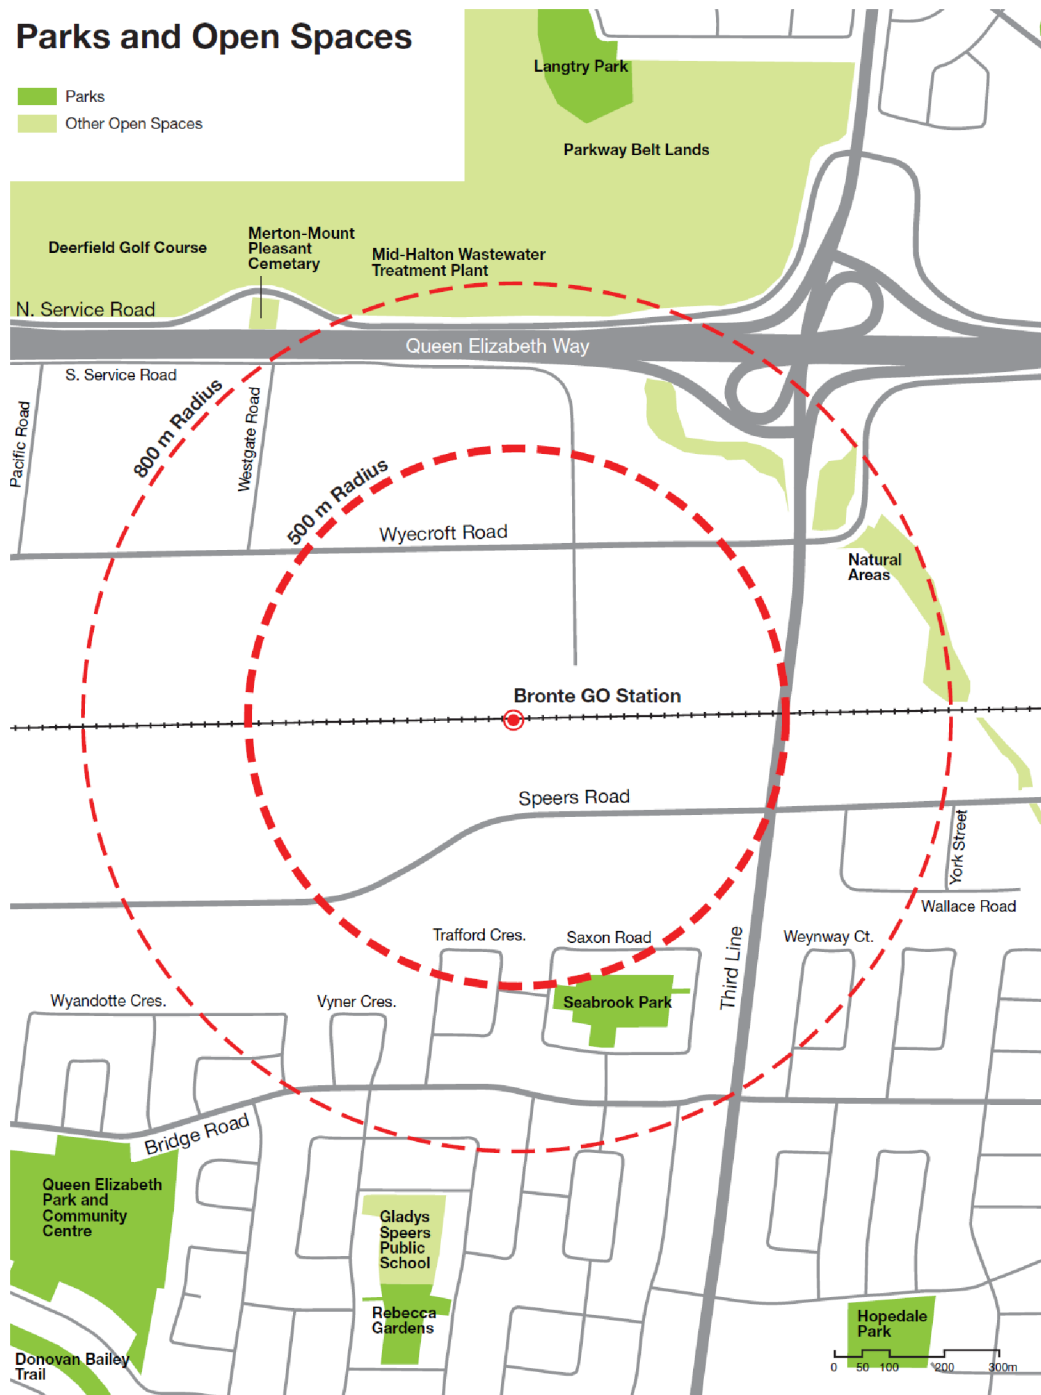 Parks and Open Spaces
Parks
Other Open Spaces
Langtry Park
Parkway Belt Lands
Deerfield Golf Course
Merton-Mount
Pleasant
Cemetary
Mid-Halton Wastewater
Treatment Plant
N. Service Road
Queen Elizabeth Way
S. Service Road
800 m Radius
Pacific Road
Westgate Road
500 m Radius
Wyecroft Road
Natural
Areas
Bronte GO Station
Speers Road
York Street
Wallace Road
Trafford Cres.
Saxon Road
Third Line
Weynway Ct.
Wyandotte Cres.
Vyner Cres.
Seabrook Park
Bridge Road
Queen Elizabeth
Park and
Community
Centre
Gladys
Speers
Public
School
Rebecca
Gardens
Hopedale
Park
Donovan Bailey
Trail
0 50 100 200 300m